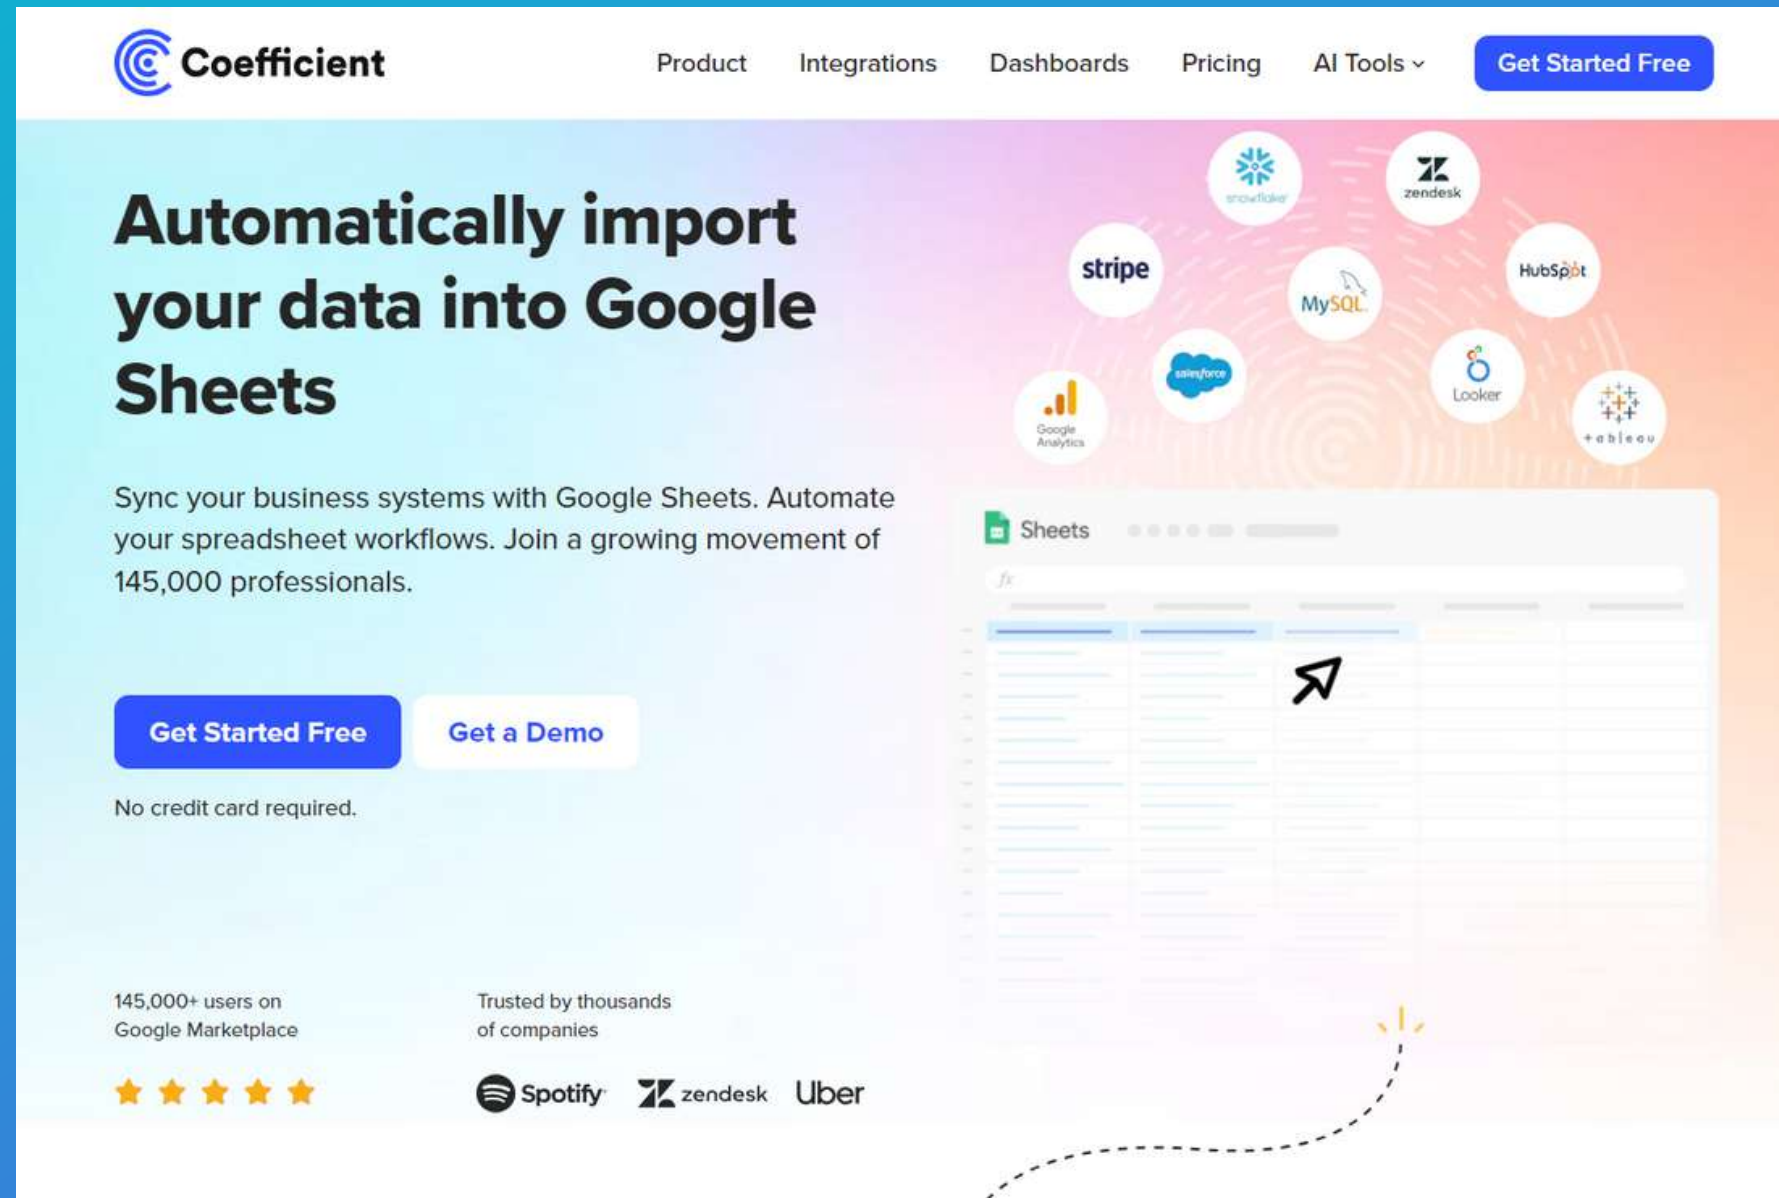 Coefficient
Product
Integrations
Dashboards
Pricing
AI Tools
Get Started Free
Automatically import
your data into Google
Sheets
Sync your business systems with Google Sheets. Automate
your spreadsheet workflows. Join a growing movement of
145,000 professionals.
Get Started Free
Get a Demo
No credit card required.
145,000+ users on
Google Marketplace
Trusted by thousands
of companies
Spotify
zendesk
Uber
snowflake
zendesk
stripe
MySQL
HubSpot
salesforce
Looker
Google
Analytics
+ableau
Sheets
fx